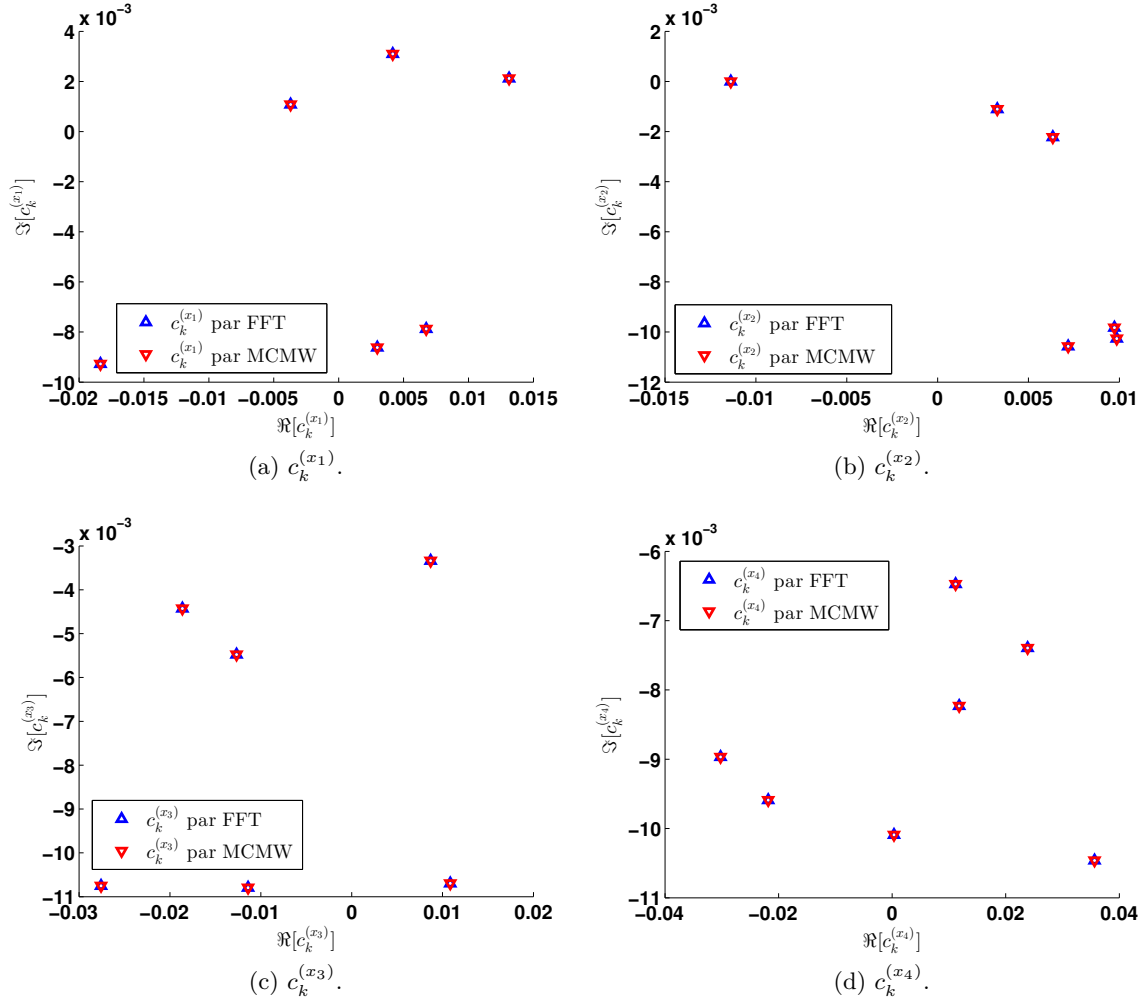 x 10⁻³
4
2
0
−2
−4
−6
−8
−10
ℑ[c_k^(x₁)]
c_k^(x₁) par FFT
c_k^(x₁) par MCMW
−0.02 −0.015 −0.01 −0.005 0 0.005 0.01 0.015
ℜ[c_k^(x₁)]
(a) c_k^(x₁).
x 10⁻³
2
0
−2
−4
−6
−8
−10
−12
ℑ[c_k^(x₂)]
c_k^(x₂) par FFT
c_k^(x₂) par MCMW
−0.015 −0.01 −0.005 0 0.005 0.01
ℜ[c_k^(x₂)]
(b) c_k^(x₂).
x 10⁻³
−3
−4
−5
−6
−7
−8
−9
−10
−11
ℑ[c_k^(x₃)]
c_k^(x₃) par FFT
c_k^(x₃) par MCMW
−0.03 −0.02 −0.01 0 0.01 0.02
ℜ[c_k^(x₃)]
(c) c_k^(x₃).
x 10⁻³
−6
−7
−8
−9
−10
−11
ℑ[c_k^(x₄)]
c_k^(x₄) par FFT
c_k^(x₄) par MCMW
−0.04 −0.02 0 0.02 0.04
ℜ[c_k^(x₄)]
(d) c_k^(x₄).